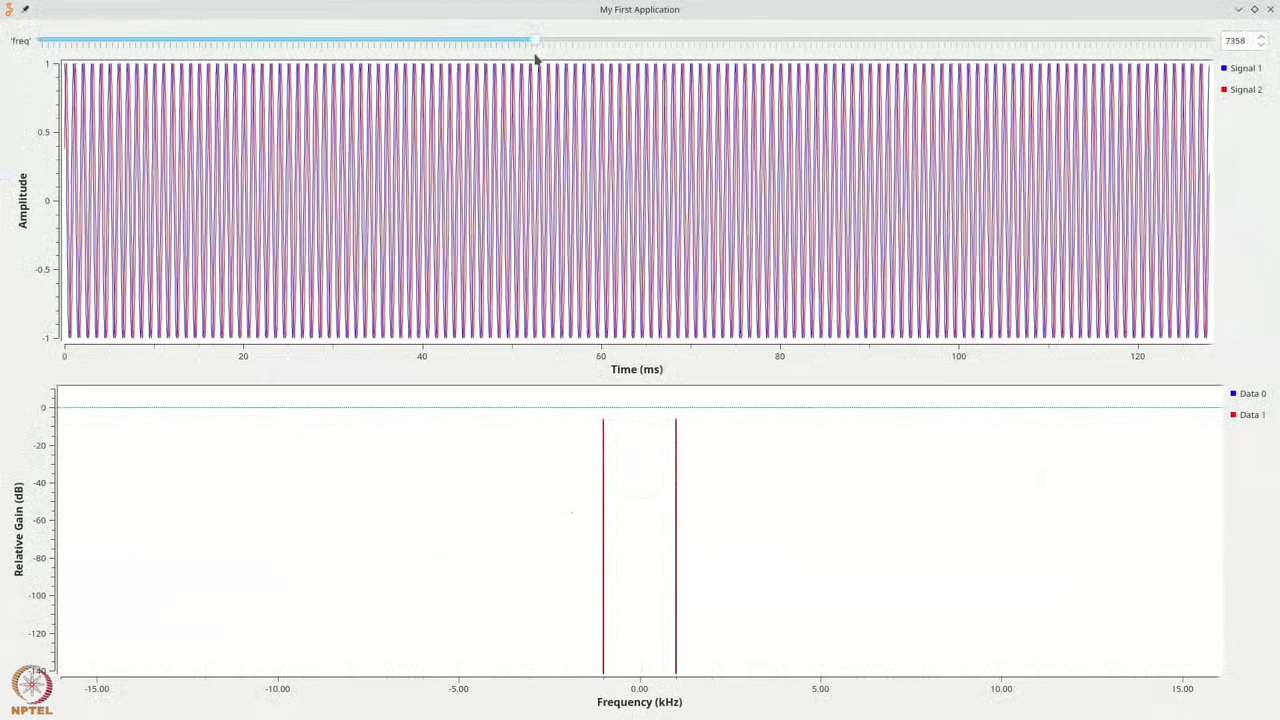 My First Application
'freq'
7358
1
0.5
0
-0.5
-1
Amplitude
Signal 1
Signal 2
0 20 40 60 80 100 120
Time (ms)
0
-20
-40
-60
-80
-100
-120
-140
Relative Gain (dB)
Data 0
Data 1
-15.00 -10.00 -5.00 0.00 5.00 10.00 15.00
Frequency (kHz)
NPTEL